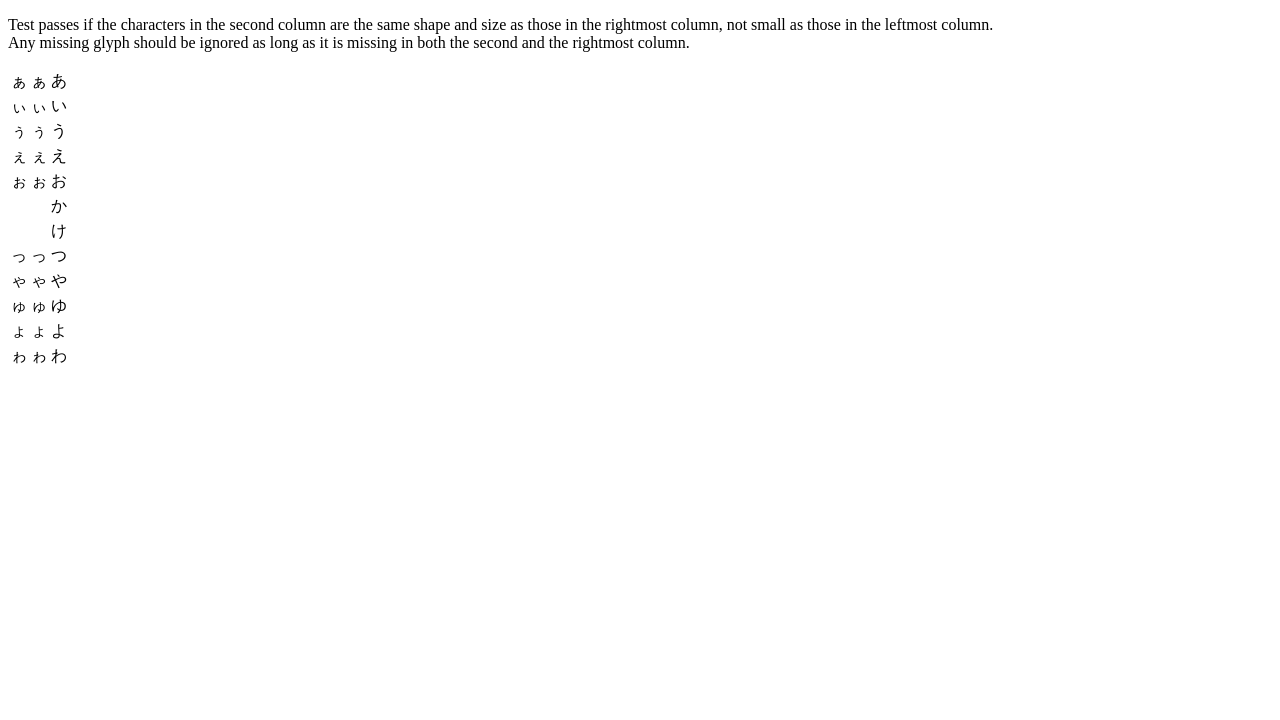 Test passes if the characters in the second column are the same shape and size as those in the rightmost column, not small as those in the leftmost column.
Any missing glyph should be ignored as long as it is missing in both the second and the rightmost column.
ぁ ぁ あ
ぃ ぃ い
ぅ ぅ う
ぇ ぇ え
ぉ ぉ お
か
け
っ っ つ
ゃ ゃ や
ゅ ゅ ゆ
ょ ょ よ
ゎ ゎ わ